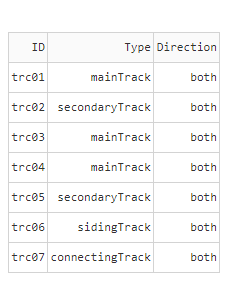 ID Type Direction
trc01 mainTrack both
trc02 secondaryTrack both
trc03 mainTrack both
trc04 mainTrack both
trc05 secondaryTrack both
trc06 sidingTrack both
trc07 connectingTrack both